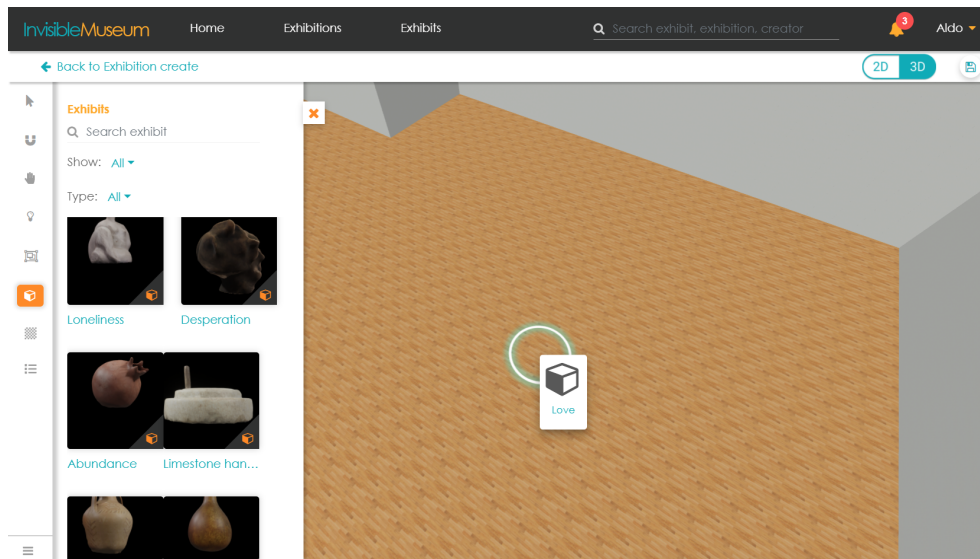 InvisibleMuseum
Home
Exhibitions
Exhibits
Search exhibit, exhibition, creator
3
Aldo
Back to Exhibition create
2D
3D
Exhibits
Search exhibit
Show: All
Type: All
Loneliness
Desperation
Abundance
Limestone han...
Love